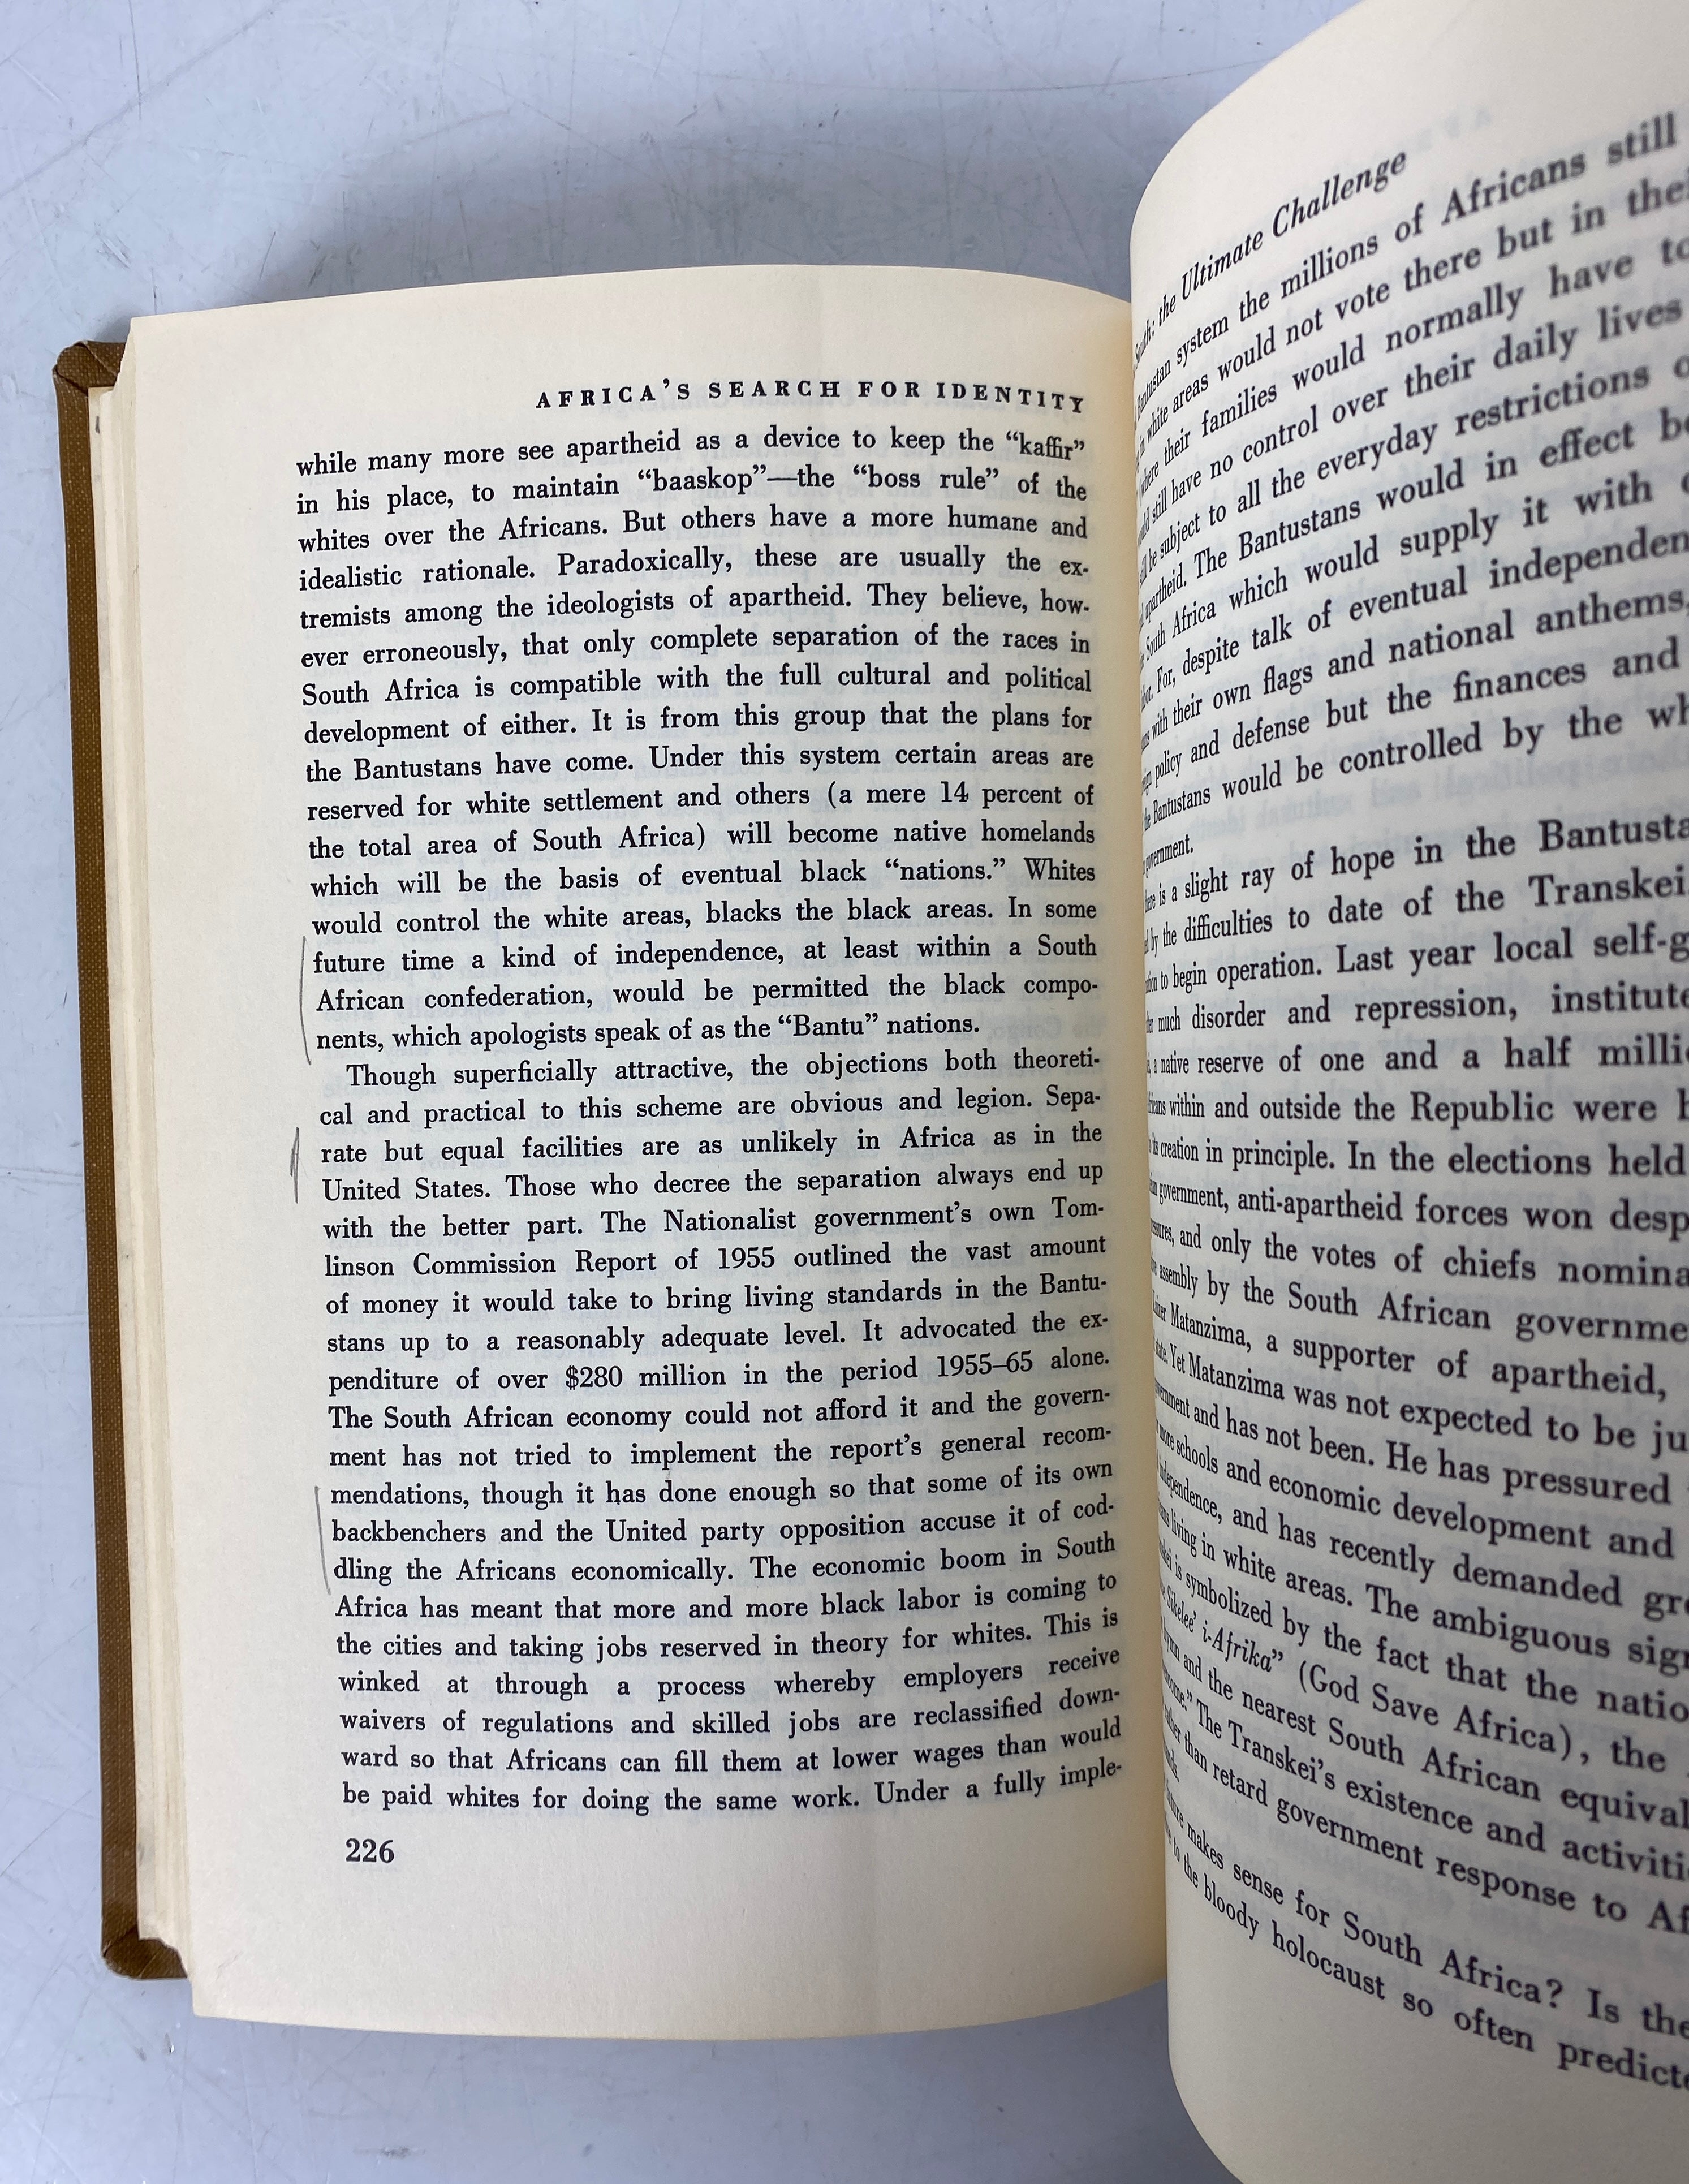 AFRICA'S SEARCH FOR IDENTITY
while many more see apartheid as a device to keep the “kaffir”
in his place, to maintain “baaskop”—the “boss rule” of the
whites over the Africans. But others have a more humane and
idealistic rationale. Paradoxically, these are usually the ex-
tremists among the ideologists of apartheid. They believe, how-
ever erroneously, that only complete separation of the races in
South Africa is compatible with the full cultural and political
development of either. It is from this group that the plans for
the Bantustans have come. Under this system certain areas are
reserved for white settlement and others (a mere 14 percent of
the total area of South Africa) will become native homelands
which will be the basis of eventual black “nations.” Whites
would control the white areas, blacks the black areas. In some
future time a kind of independence, at least within a South
African confederation, would be permitted the black compo-
nents, which apologists speak of as the “Bantu” nations.
Though superficially attractive, the objections both theoreti-
cal and practical to this scheme are obvious and legion. Sepa-
rate but equal facilities are as unlikely in Africa as in the
United States. Those who decree the separation always end up
with the better part. The Nationalist government's own Tom-
linson Commission Report of 1955 outlined the vast amount
of money it would take to bring living standards in the Bantu-
stans up to a reasonably adequate level. It advocated the ex-
penditure of over $280 million in the period 1955–65 alone.
The South African economy could not afford it and the govern-
ment has not tried to implement the report's general recom-
mendations, though it has done enough so that some of its own
backbenchers and the United party opposition accuse it of cod-
dling the Africans economically. The economic boom in South
Africa has meant that more and more black labor is coming to
the cities and taking jobs reserved in theory for whites. This is
winked at through a process whereby employers receive
waivers of regulations and skilled jobs are reclassified down-
ward so that Africans can fill them at lower wages than would
be paid whites for doing the same work. Under a fully imple-
226
South: the Ultimate Challenge
Bantustan system the millions of Africans still
in white areas would not vote there but in
where their families would normally have to
still have no control over their daily lives
be subject to all the everyday restrictions
apartheid. The Bantustans would in effect
South Africa which would supply it with
For, despite talk of eventual
with their own flags and national anthems,
policy and defense but the finances and
the Bantustans would be controlled by the
is a slight ray of hope in the
by the difficulties to date of the Transkei
to begin operation. Last year local
much disorder and repression,
a native reserve of one and a half
within and outside the Republic were
its creation in principle. In the elections held
government, anti-apartheid forces won
and only the votes of chiefs
assembly by the South African
Matanzima, a supporter of apartheid,
Yet Matanzima was not expected to be
and has not been. He has pressured
more schools and economic development and
independence, and has recently demanded
living in white areas. The ambiguous
is symbolized by the fact that the
i-Afrika” (God Save Africa), the
and the nearest South African
The Transkei's existence and
than retard government response to
makes sense for South Africa? Is
to the bloody holocaust so often